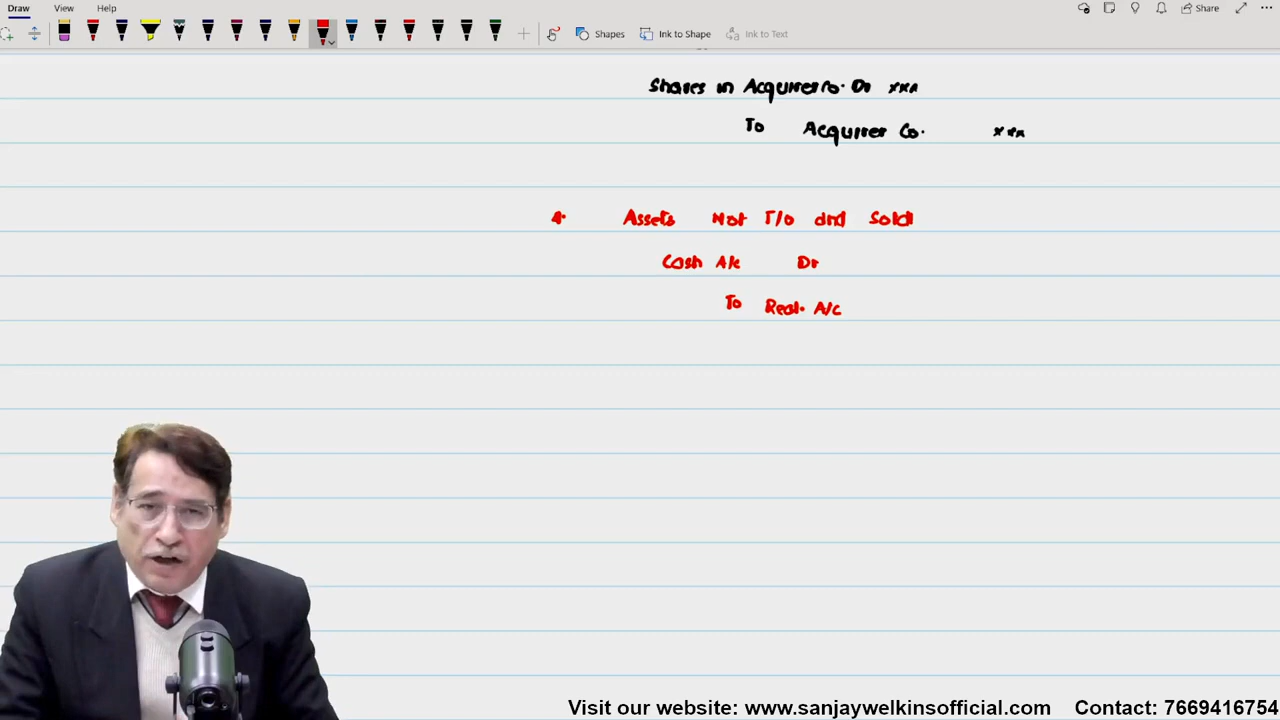 Draw View Help Share
Shapes Ink to Shape Ink to Text
Shares in Acquirer Co. Dr xxx
To Acquirer Co. xxx
4. Assets Not T/o and Sold
Cash A/c Dr
To Real. A/c
Visit our website: www.sanjaywelkinsofficial.com Contact: 7669416754